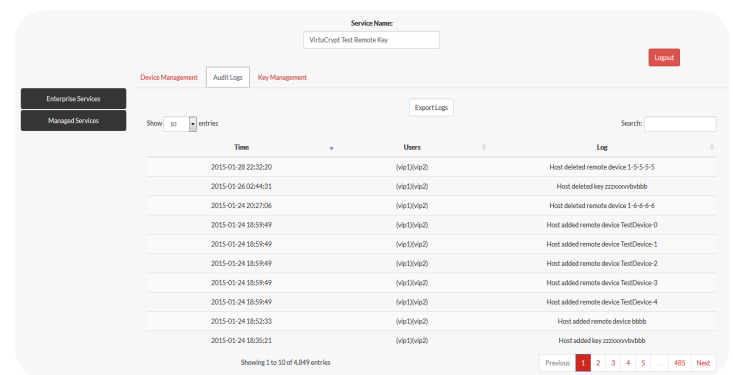 Service Name:
VirtuCrypt Test Remote Key
Logout
Device Management Audit Logs Key Management
Enterprise Services
Managed Services
Export Logs
Show 10 entries Search:
Time Users Log
2015-01-28 22:32:20 (vip1)(vip2) Host deleted remote device 1-5-5-5-5
2015-01-26 02:44:31 (vip1)(vip2) Host deleted key zzzxxvvbvbbb
2015-01-24 20:27:06 (vip1)(vip2) Host deleted remote device 1-6-6-6-6
2015-01-24 18:59:49 (vip1)(vip2) Host added remote device TestDevice-0
2015-01-24 18:59:49 (vip1)(vip2) Host added remote device TestDevice-1
2015-01-24 18:59:49 (vip1)(vip2) Host added remote device TestDevice-2
2015-01-24 18:59:49 (vip1)(vip2) Host added remote device TestDevice-3
2015-01-24 18:59:49 (vip1)(vip2) Host added remote device TestDevice-4
2015-01-24 18:52:33 (vip1)(vip2) Host added remote device bbbb
2015-01-24 18:35:21 (vip1)(vip2) Host added key zzzxxvvbvbbb
Showing 1 to 10 of 4,849 entries Previous 1 2 3 4 5 ... 485 Next